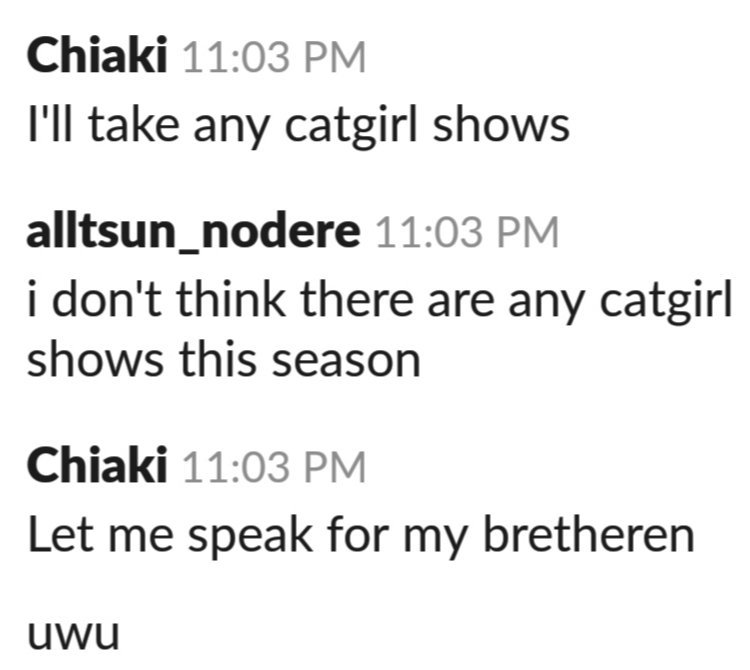 Chiaki 11:03 PM
I'll take any catgirl shows
alltsun_nodere 11:03 PM
i don't think there are any catgirl
shows this season
Chiaki 11:03 PM
Let me speak for my bretheren
uwu